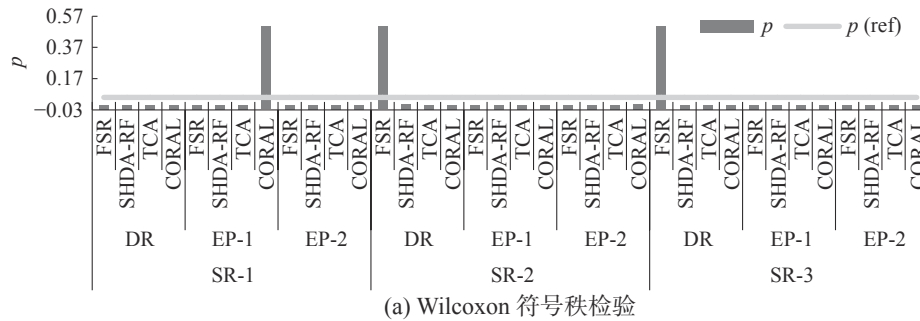 0.57
0.37
0.17
−0.03
p
p
p (ref)
FSR SHDA-RF TCA CORAL FSR SHDA-RF TCA CORAL FSR SHDA-RF TCA CORAL FSR SHDA-RF TCA CORAL FSR SHDA-RF TCA CORAL FSR SHDA-RF TCA CORAL FSR SHDA-RF TCA CORAL FSR SHDA-RF TCA CORAL FSR SHDA-RF TCA CORAL
DR EP-1 EP-2 DR EP-1 EP-2 DR EP-1 EP-2
SR-1 SR-2 SR-3
(a) Wilcoxon 符号秩检验